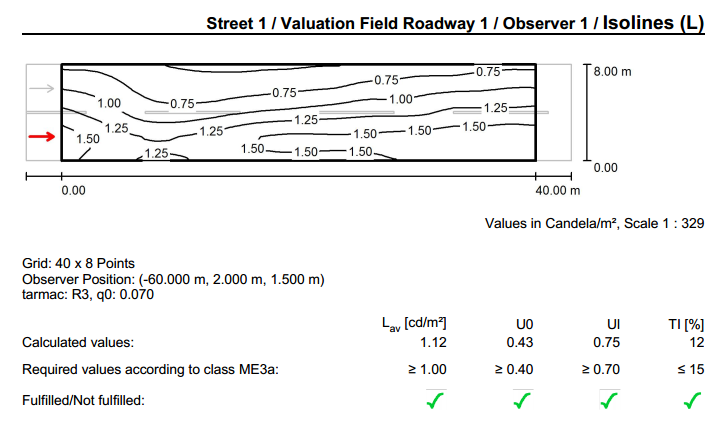 Street 1 / Valuation Field Roadway 1 / Observer 1 / Isolines (L)
0.75 8.00 m
0.75
1.00 0.75 1.00
1.25
1.25
1.25 1.25
1.50 1.50 1.50 1.50
1.25 1.50 1.50 1.50
0.00
0.00 40.00 m
Values in Candela/m², Scale 1 : 329
Grid: 40 x 8 Points
Observer Position: (-60.000 m, 2.000 m, 1.500 m)
tarmac: R3, q0: 0.070
Lav [cd/m²] U0 UI TI [%]
Calculated values: 1.12 0.43 0.75 12
Required values according to class ME3a: ≥ 1.00 ≥ 0.40 ≥ 0.70 ≤ 15
Fulfilled/Not fulfilled: ✓ ✓ ✓ ✓